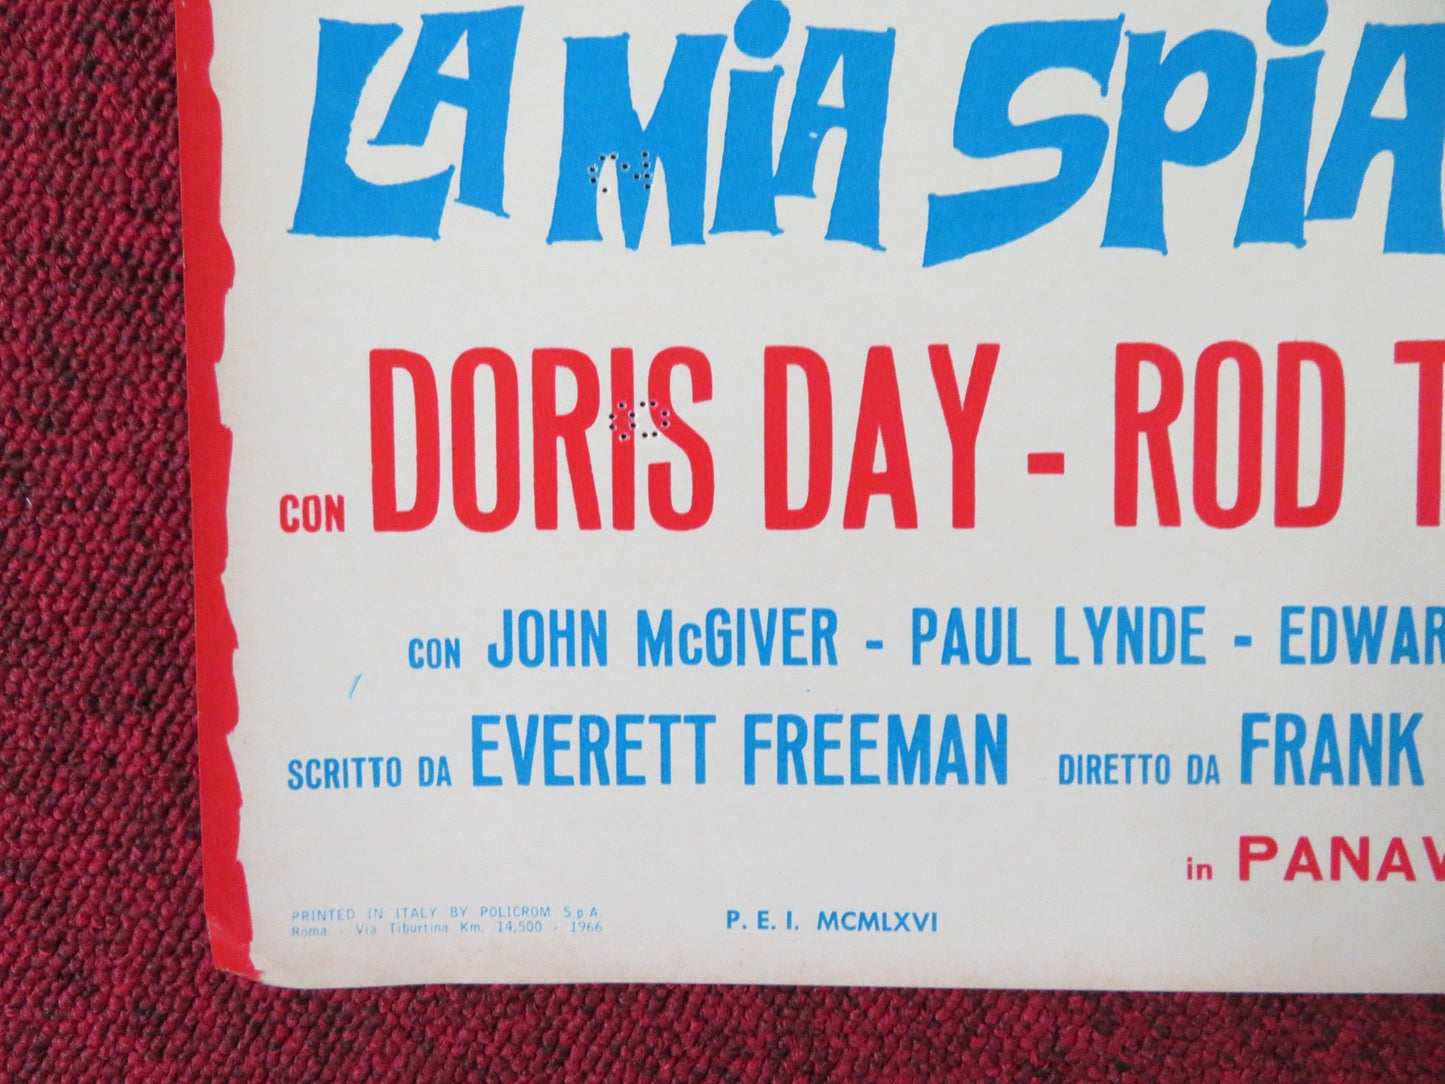 LA MiA SPiA
CON DORIS DAY - ROD T
CON JOHN McGIVER - PAUL LYNDE - EDWAR
SCRITTO DA EVERETT FREEMAN DIRETTO DA FRANK
in PANAV
PRINTED IN ITALY BY POLICROM S.p.A.
Roma - Via Tiburtina Km. 14,500 - 1966
P. E. I. MCMLXVI